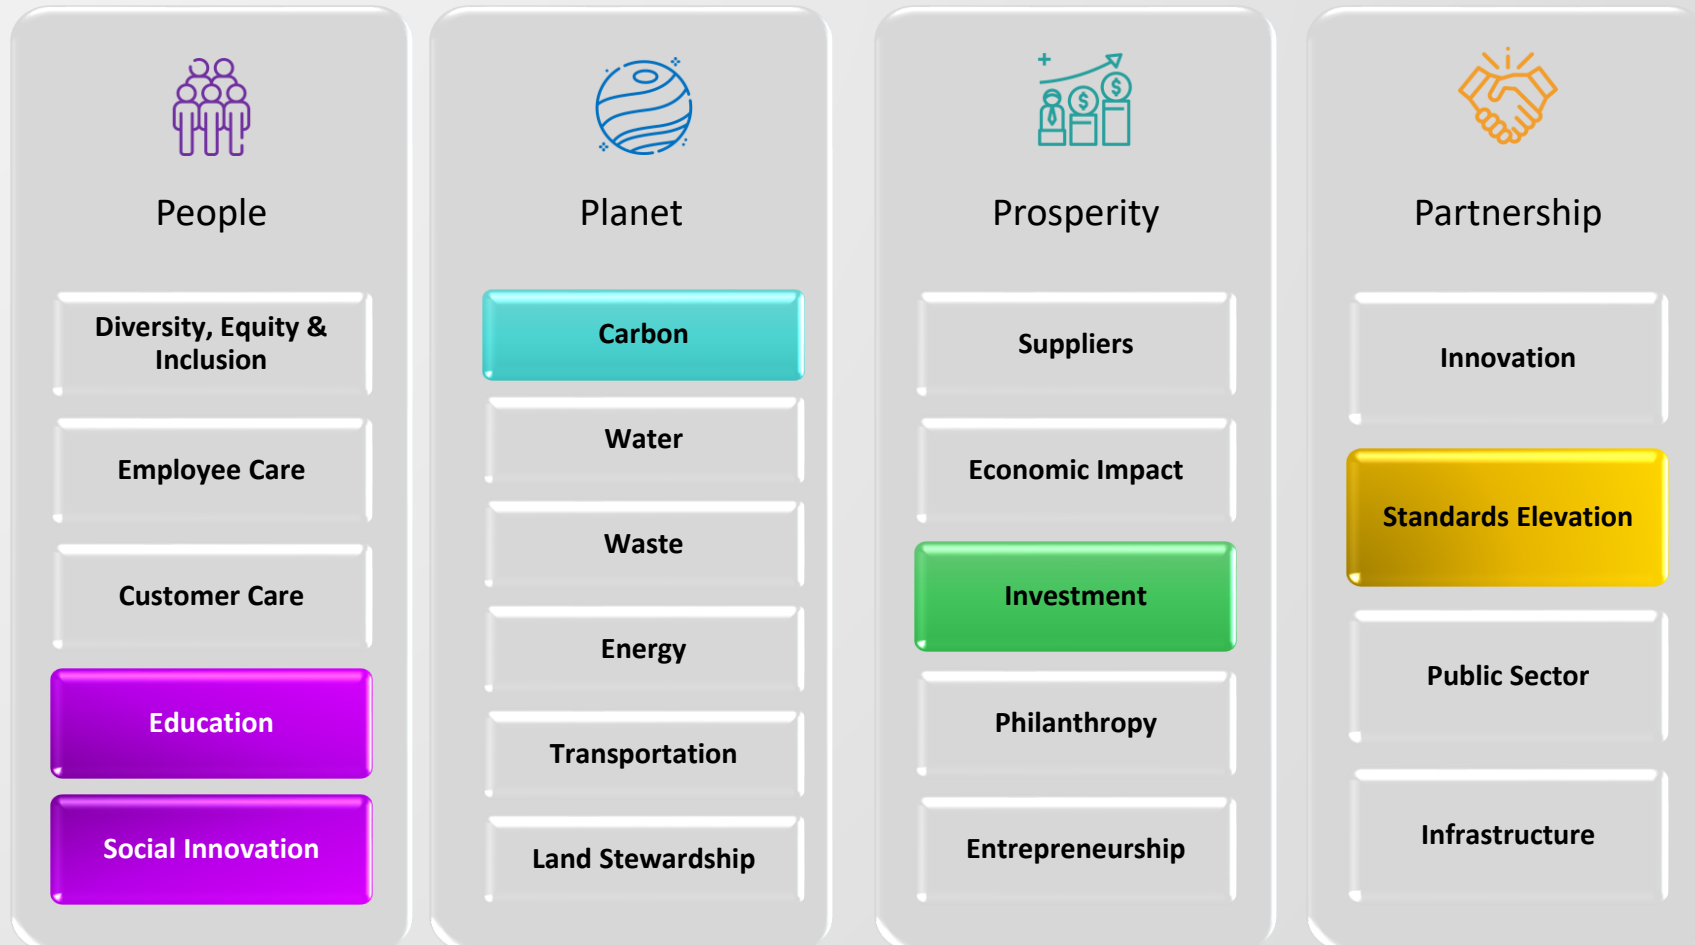 People
Diversity, Equity &
Inclusion
Employee Care
Customer Care
Education
Social Innovation
Planet
Carbon
Water
Waste
Energy
Transportation
Land Stewardship
Prosperity
Suppliers
Economic Impact
Investment
Philanthropy
Entrepreneurship
Partnership
Innovation
Standards Elevation
Public Sector
Infrastructure